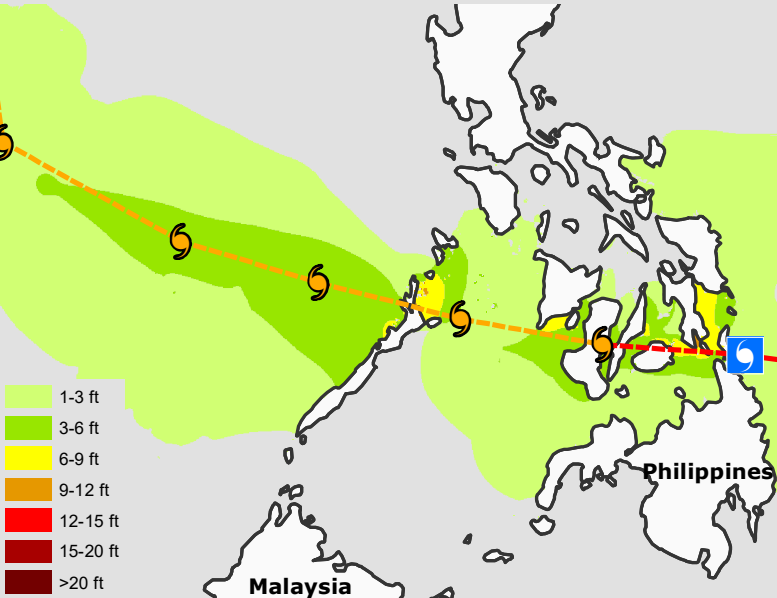 1-3 ft
3-6 ft
6-9 ft
9-12 ft
12-15 ft
15-20 ft
>20 ft
Philippines
Malaysia